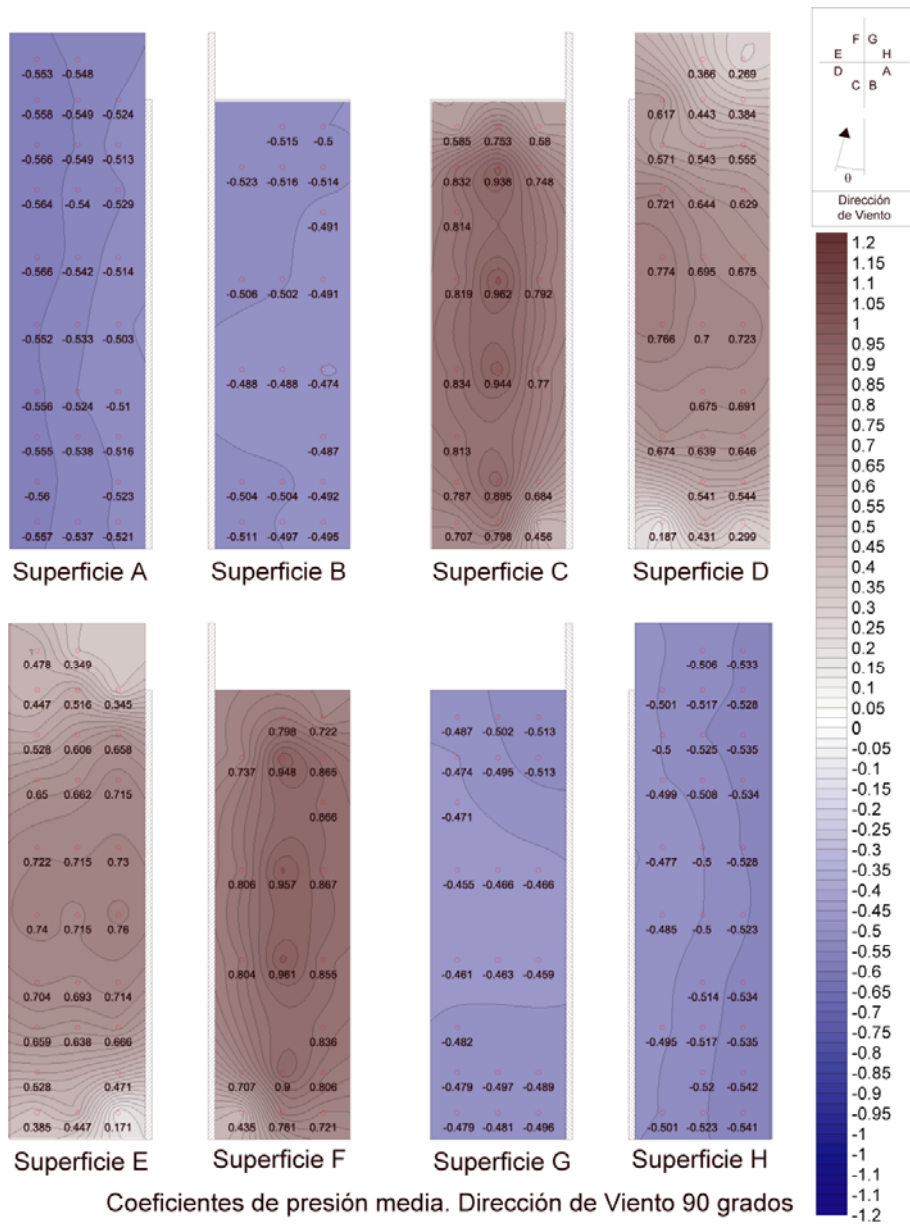 -0.553 -0.548
-0.558 -0.549 -0.524
-0.566 -0.549 -0.513
-0.564 -0.54 -0.529
-0.566 -0.542 -0.514
-0.552 -0.533 -0.503
-0.556 -0.524 -0.51
-0.555 -0.538 -0.516
-0.56 -0.523
-0.557 -0.537 -0.521
Superficie A
-0.515 -0.5
-0.523 -0.516 -0.514
-0.491
-0.506 -0.502 -0.491
-0.488 -0.488 -0.474
-0.487
-0.504 -0.504 -0.492
-0.511 -0.497 -0.495
Superficie B
0.585 0.753 0.58
0.832 0.938 0.748
0.814
0.819 0.962 0.792
0.834 0.944 0.77
0.813
0.787 0.895 0.684
0.707 0.798 0.456
Superficie C
0.366 0.269
0.617 0.443 0.384
0.571 0.543 0.555
0.721 0.644 0.629
0.774 0.695 0.675
0.766 0.7 0.723
0.675 0.691
0.674 0.639 0.646
0.541 0.544
0.187 0.431 0.299
Superficie D
F G
E H
D A
C B
θ
Dirección
de Viento
1.2
1.15
1.1
1.05
1
0.95
0.9
0.85
0.8
0.75
0.7
0.65
0.6
0.55
0.5
0.45
0.4
0.35
0.3
0.25
0.2
0.15
0.1
0.05
0
-0.05
-0.1
-0.15
-0.2
-0.25
-0.3
-0.35
-0.4
-0.45
-0.5
-0.55
-0.6
-0.65
-0.7
-0.75
-0.8
-0.85
-0.9
-0.95
-1
-1.1
-1.1
-1.2
0.478 0.349
0.447 0.516 0.345
0.528 0.606 0.658
0.65 0.662 0.715
0.722 0.715 0.73
0.74 0.715 0.76
0.704 0.693 0.714
0.659 0.638 0.666
0.528 0.471
0.385 0.447 0.171
Superficie E
0.798 0.722
0.737 0.948 0.865
0.866
0.806 0.957 0.867
0.804 0.961 0.855
0.836
0.707 0.9 0.806
0.435 0.761 0.721
Superficie F
-0.487 -0.502 -0.513
-0.474 -0.495 -0.513
-0.471
-0.455 -0.466 -0.466
-0.461 -0.463 -0.459
-0.482
-0.479 -0.497 -0.489
-0.479 -0.481 -0.496
Superficie G
-0.506 -0.533
-0.501 -0.517 -0.528
-0.5 -0.525 -0.535
-0.499 -0.508 -0.534
-0.477 -0.5 -0.528
-0.485 -0.5 -0.523
-0.514 -0.534
-0.495 -0.517 -0.535
-0.52 -0.542
-0.501 -0.523 -0.541
Superficie H
Coeficientes de presión media. Dirección de Viento 90 grados